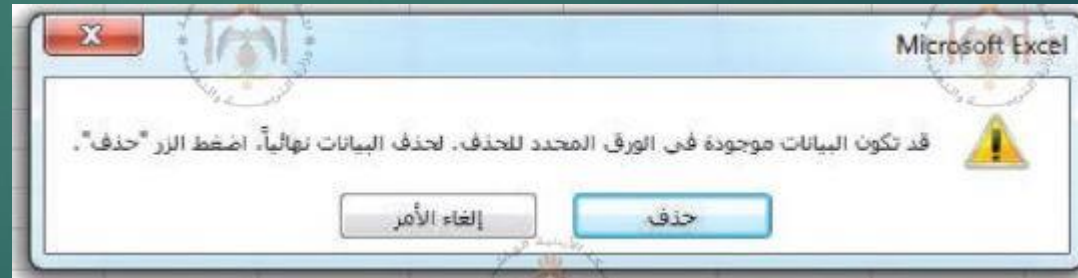 Microsoft Excel
قد تكون البيانات موجودة في الورق المحدد للحذف. لحذف البيانات نهائياً، اضغط الزر "حذف".
حذف
إلغاء الأمر